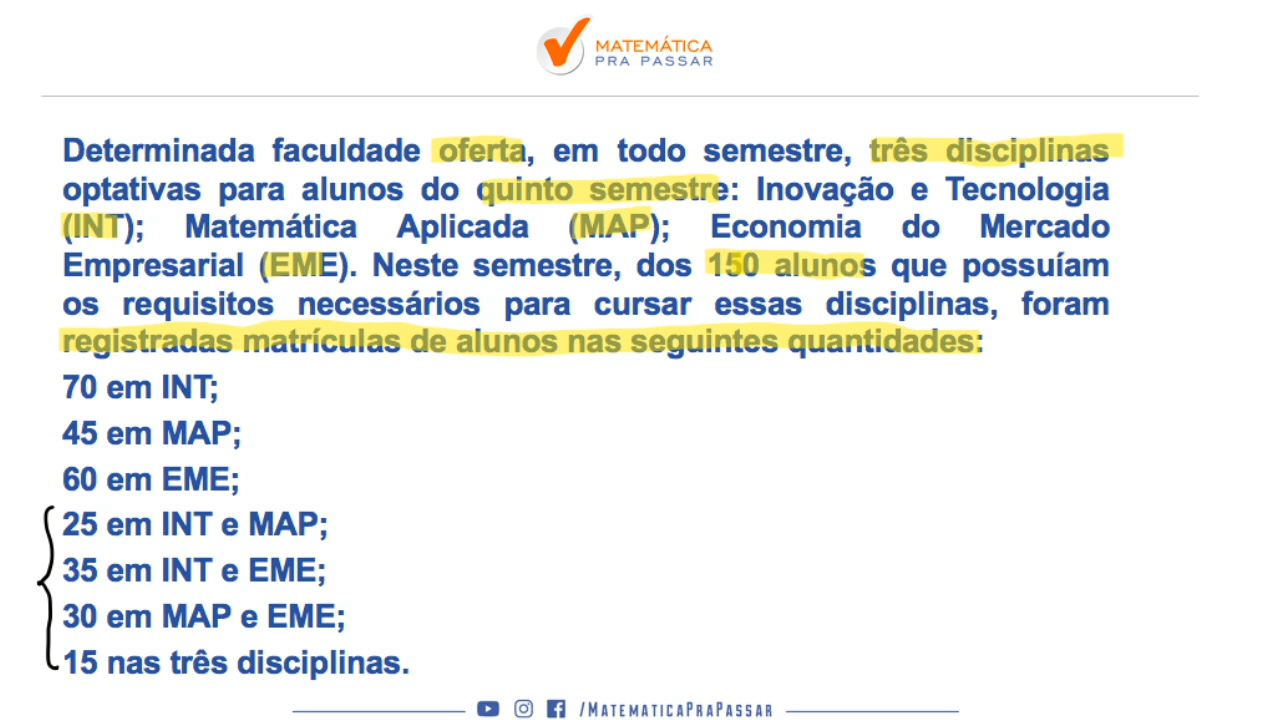 MATEMÁTICA
PRA PASSAR
Determinada faculdade oferta, em todo semestre, três disciplinas
optativas para alunos do quinto semestre: Inovação e Tecnologia
(INT); Matemática Aplicada (MAP); Economia do Mercado
Empresarial (EME). Neste semestre, dos 150 alunos que possuíam
os requisitos necessários para cursar essas disciplinas, foram
registradas matrículas de alunos nas seguintes quantidades:
70 em INT;
45 em MAP;
60 em EME;
25 em INT e MAP;
35 em INT e EME;
30 em MAP e EME;
15 nas três disciplinas.
/MATEMATICAPRAPASSAR